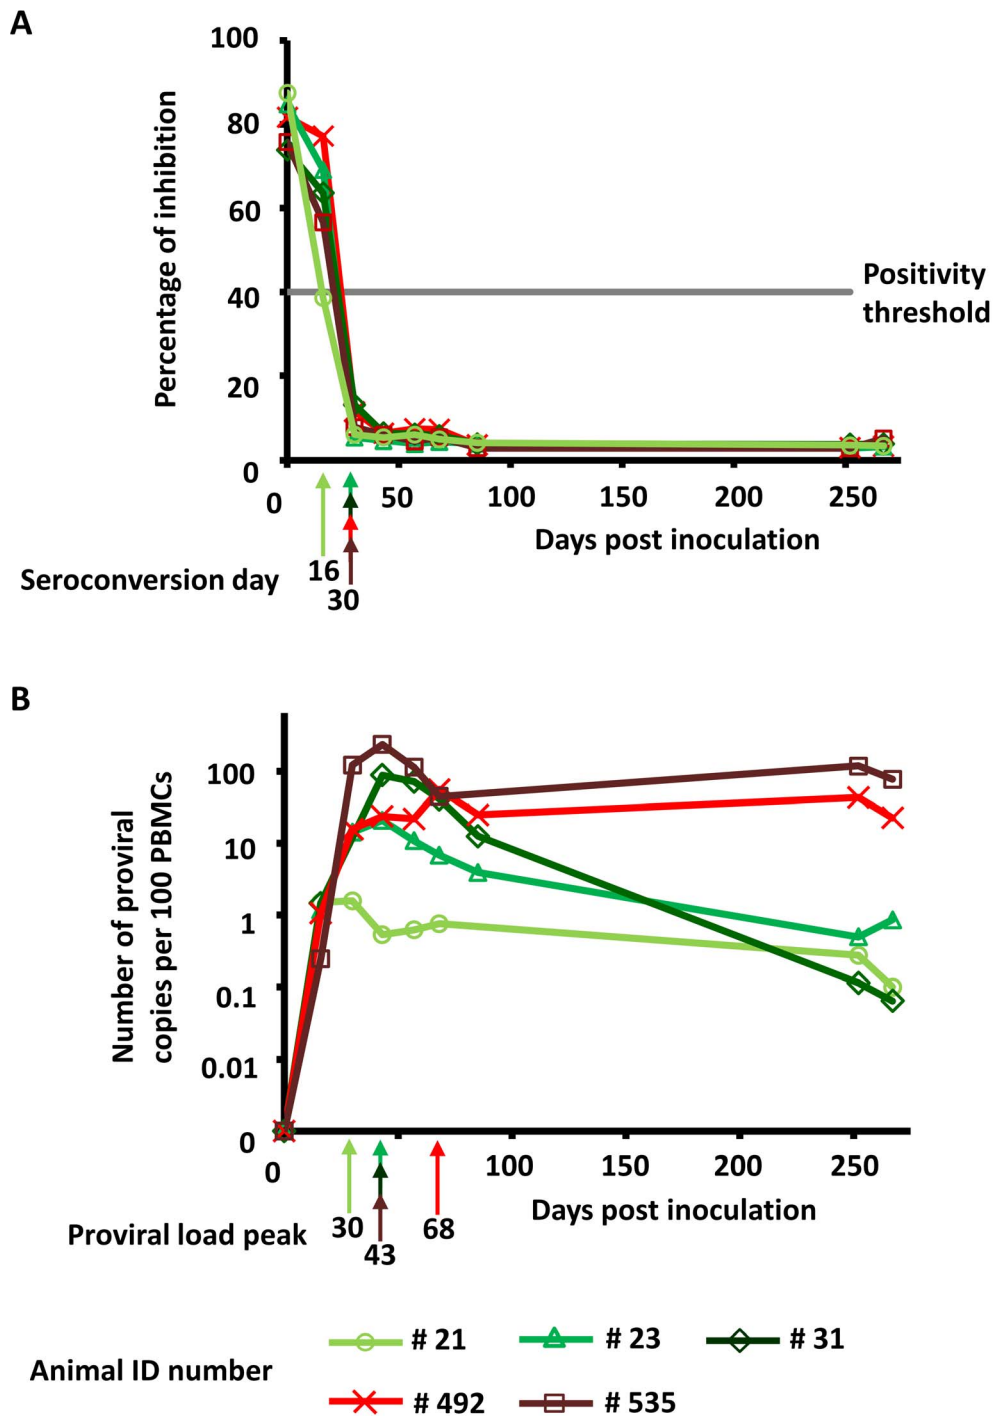 A
100
80
60
40
20
0
Percentage of inhibition
Positivity
threshold
0
50
100
150
200
250
Days post inoculation
Seroconversion day
16
30
B
100
10
1
0.1
0.01
0
Number of proviral
copies per 100 PBMCs
0
100
150
200
250
Days post inoculation
Proviral load peak
30
43
68
Animal ID number
# 21
# 23
# 31
# 492
# 535